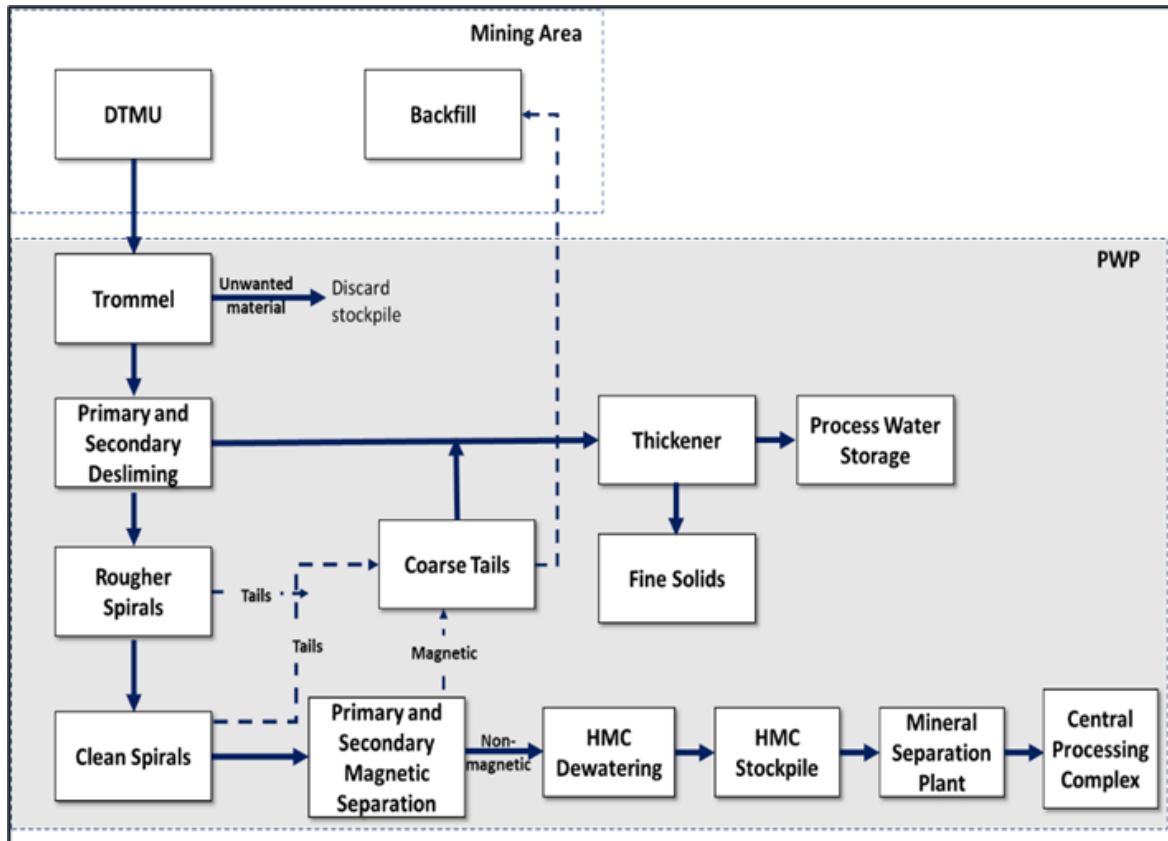 Mining Area
DTMU
Backfill
PWP
Trommel
Unwanted
material
Discard
stockpile
Primary and
Secondary
Desliming
Thickener
Process Water
Storage
Rougher
Spirals
Tails
Coarse Tails
Fine Solids
Tails
Magnetic
Clean Spirals
Primary and
Secondary
Magnetic
Separation
Non-
magnetic
HMC
Dewatering
HMC
Stockpile
Mineral
Separation
Plant
Central
Processing
Complex